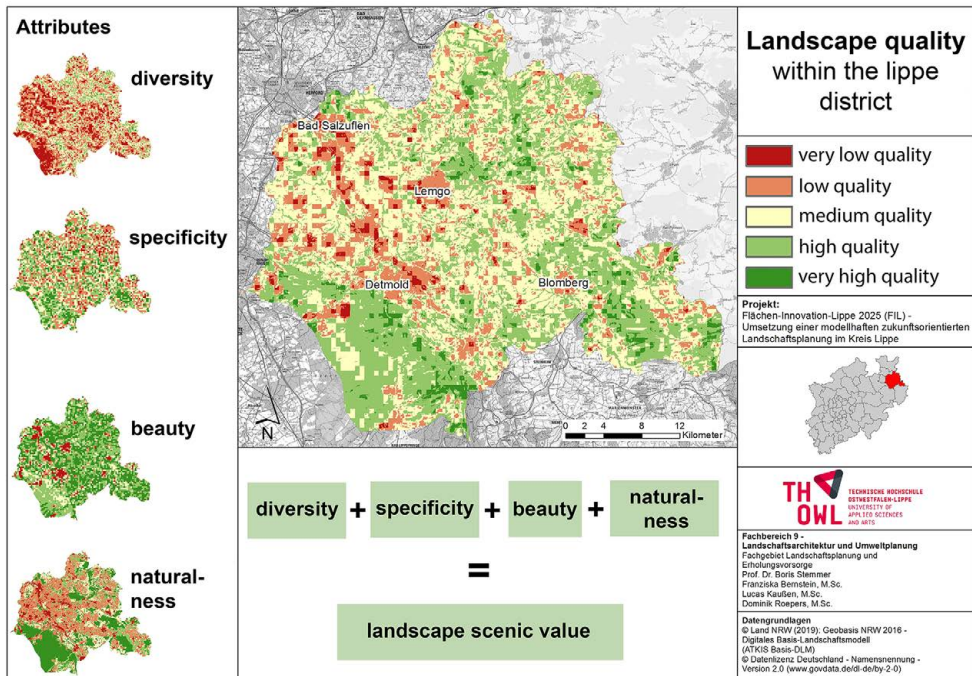 Attributes
diversity
specificity
beauty
natural-
ness
Bad Salzuflen
Lemgo
Detmold
Blomberg
N
0 2 4 8 12
Kilometer
diversity + specificity + beauty + natural-
ness
=
landscape scenic value
Landscape quality
within the lippe
district
very low quality
low quality
medium quality
high quality
very high quality
Projekt:
Flächen-Innovation-Lippe 2025 (FIL) -
Umsetzung einer modellhaften zukunftsorientierten
Landschaftsplanung im Kreis Lippe
TH
OWL
TECHNISCHE HOCHSCHULE
OSTWESTFALEN-LIPPE
UNIVERSITY OF
APPLIED SCIENCES
AND ARTS
Fachbereich 9 -
Landschaftsarchitektur und Umweltplanung
Fachgebiet Landschaftsplanung und
Erholungsvorsorge
Prof. Dr. Boris Stemmer
Franziska Bernstein, M.Sc.
Lucas Kaußen, M.Sc.
Dominik Roepers, M.Sc.
Datengrundlagen
© Land NRW (2019): Geobasis NRW 2016 -
Digitales Basis-Landschaftsmodell
(ATKIS Basis-DLM)
© Datenlizenz Deutschland - Namensnennung -
Version 2.0 (www.govdata.de/dl-de/by-2-0)